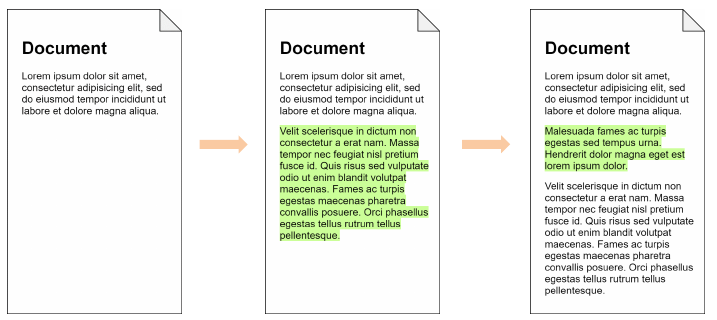 Document
Lorem ipsum dolor sit amet,
consectetur adipisicing elit, sed
do eiusmod tempor incididunt ut
labore et dolore magna aliqua.
Document
Lorem ipsum dolor sit amet,
consectetur adipisicing elit, sed
do eiusmod tempor incididunt ut
labore et dolore magna aliqua.
Velit scelerisque in dictum non
consectetur a erat nam. Massa
tempor nec feugiat nisl pretium
fusce id. Quis risus sed vulputate
odio ut enim blandit volutpat
maecenas. Fames ac turpis
egestas maecenas pharetra
convallis posuere. Orci phasellus
egestas tellus rutrum tellus
pellentesque.
Document
Lorem ipsum dolor sit amet,
consectetur adipisicing elit, sed
do eiusmod tempor incididunt ut
labore et dolore magna aliqua.
Malesuada fames ac turpis
egestas sed tempus urna.
Hendrerit dolor magna eget est
lorem ipsum dolor.
Velit scelerisque in dictum non
consectetur a erat nam. Massa
tempor nec feugiat nisl pretium
fusce id. Quis risus sed vulputate
odio ut enim blandit volutpat
maecenas. Fames ac turpis
egestas maecenas pharetra
convallis posuere. Orci phasellus
egestas tellus rutrum tellus
pellentesque.